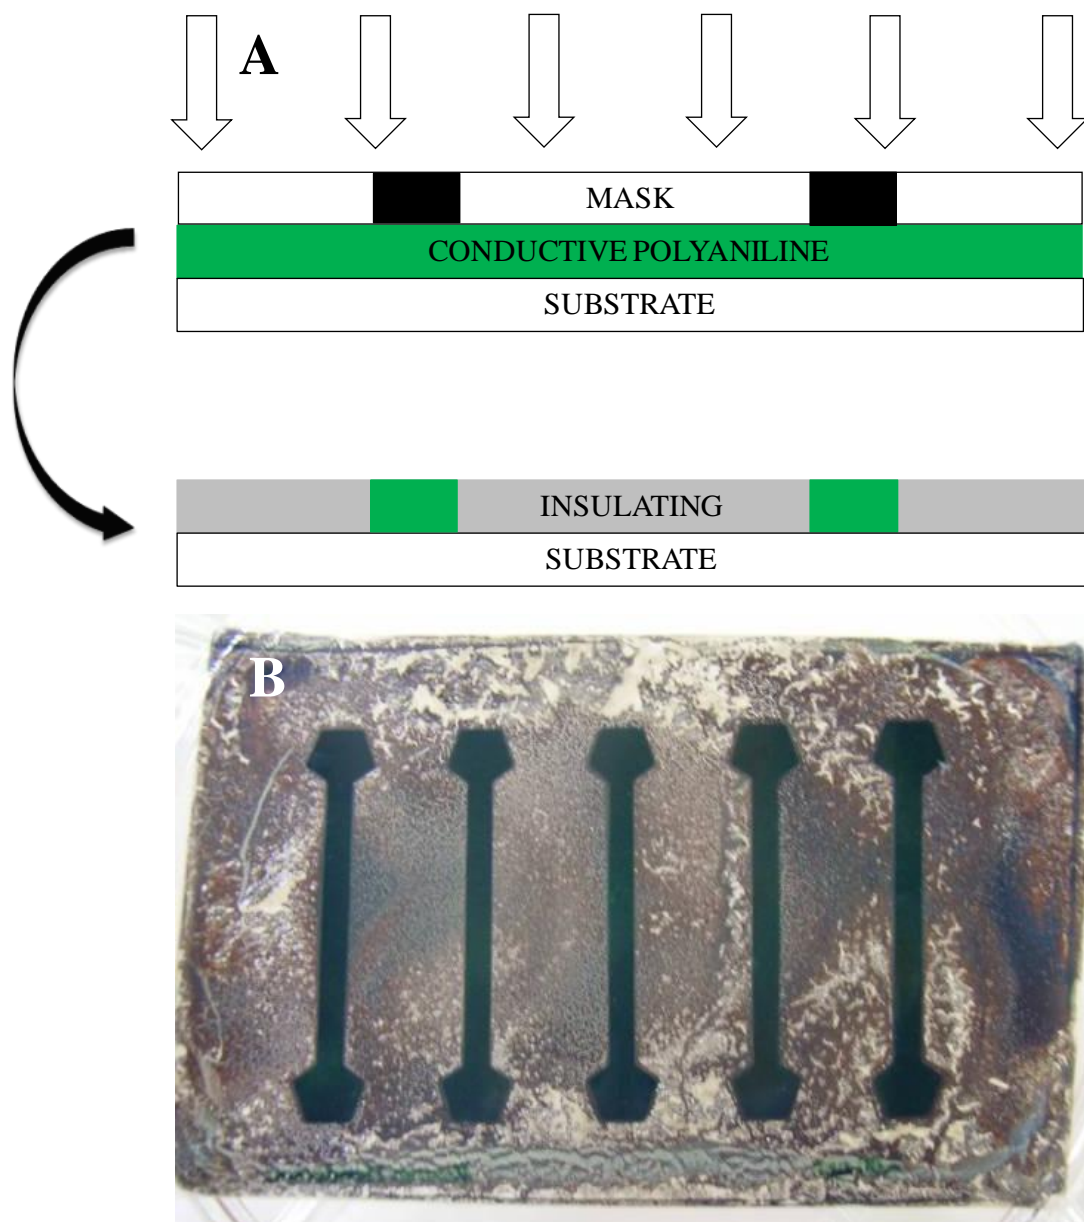 A
MASK
CONDUCTIVE POLYANILINE
SUBSTRATE
INSULATING
SUBSTRATE
B